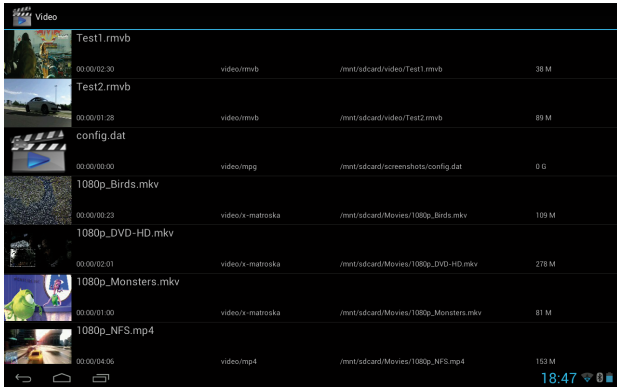 Video
Test1.rmvb
00:00/02:30 video/rmvb /mnt/sdcard/video/Test1.rmvb 38 M
Test2.rmvb
00:00/01:28 video/rmvb /mnt/sdcard/video/Test2.rmvb 89 M
config.dat
00:00/00:00 video/mpg /mnt/sdcard/screenshots/config.dat 0 G
1080p_Birds.mkv
00:00/00:23 video/x-matroska /mnt/sdcard/Movies/1080p_Birds.mkv 109 M
1080p_DVD-HD.mkv
00:00/02:01 video/x-matroska /mnt/sdcard/Movies/1080p_DVD-HD.mkv 278 M
1080p_Monsters.mkv
00:00/01:00 video/x-matroska /mnt/sdcard/Movies/1080p_Monsters.mkv 81 M
1080p_NFS.mp4
00:00/04:06 video/mp4 /mnt/sdcard/Movies/1080p_NFS.mp4 153 M
18:47